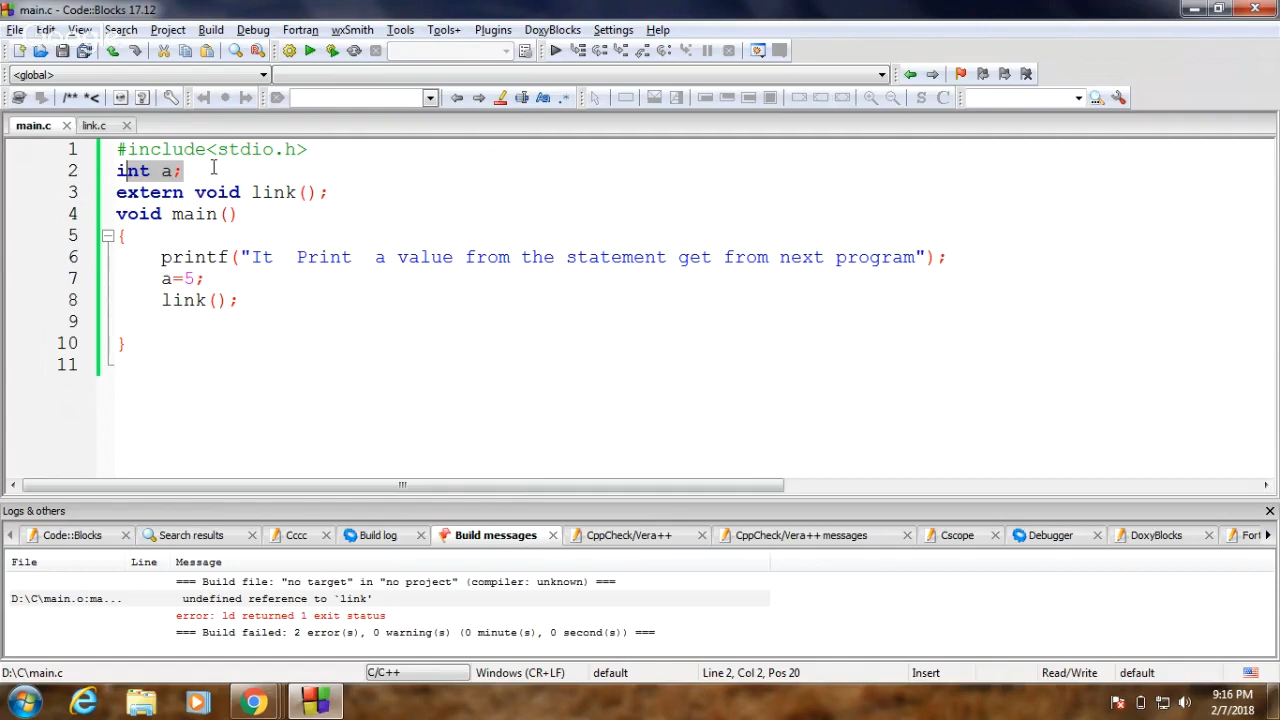 main.c - Code::Blocks 17.12
File Edit View Search Project Build Debug Fortran wxSmith Tools Tools+ Plugins DoxyBlocks Settings Help
<global>
/** *<
S C
main.c link.c
1 #include<stdio.h>
2 int a;
3 extern void link();
4 void main()
5 {
6 printf("It  Print  a value from the statement get from next program");
7 a=5;
8 link();
9
10 }
11
Logs & others
Code::Blocks Search results Cccc Build log Build messages CppCheck/Vera++ CppCheck/Vera++ messages Cscope Debugger DoxyBlocks Fort
File Line Message
=== Build file: "no target" in "no project" (compiler: unknown) ===
D:\C\main.o:ma... undefined reference to `link'
error: ld returned 1 exit status
=== Build failed: 2 error(s), 0 warning(s) (0 minute(s), 0 second(s)) ===
D:\C\main.c C/C++ Windows (CR+LF) default Line 2, Col 2, Pos 20 Insert Read/Write default
17.12
9:16 PM
2/7/2018